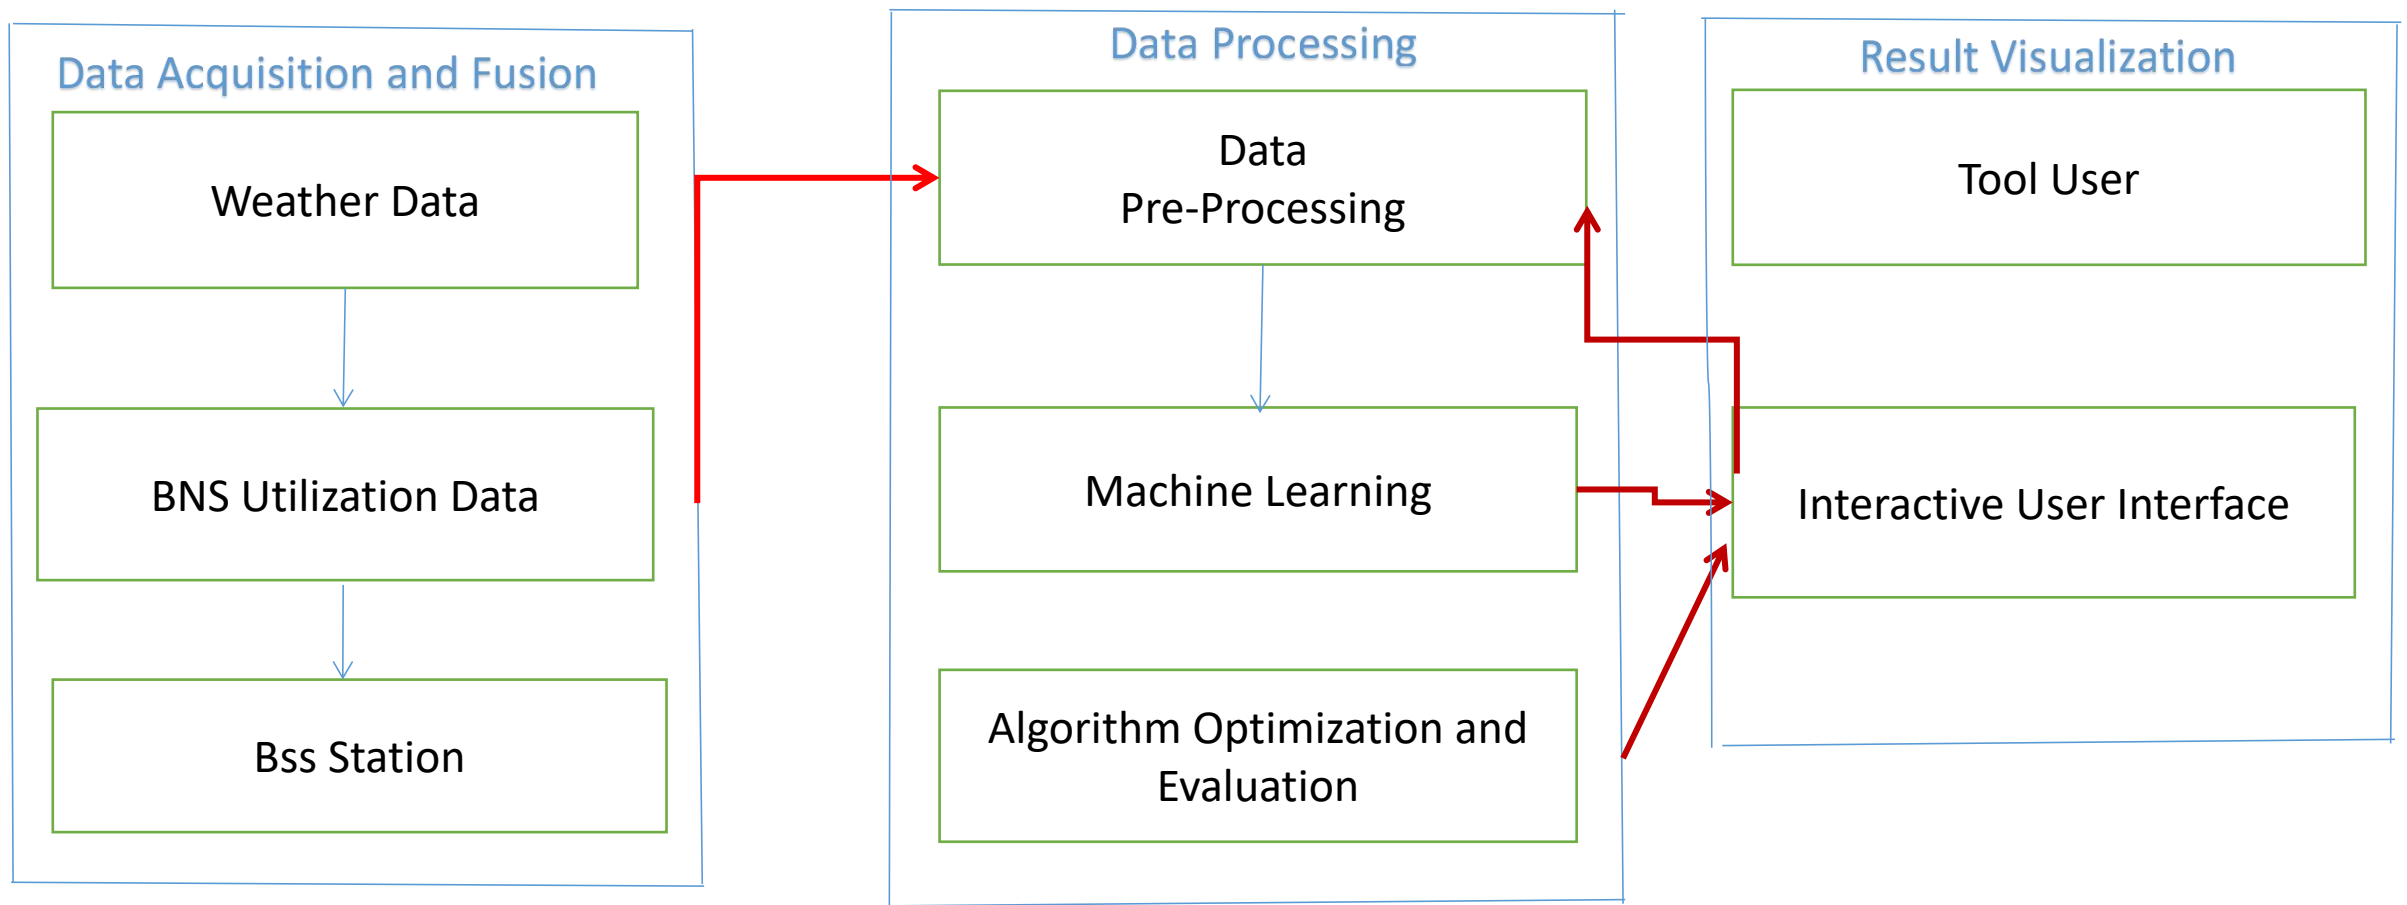 Data Acquisition and Fusion
Weather Data
BNS Utilization Data
Bss Station
Data Processing
Data
Pre-Processing
Machine Learning
Algorithm Optimization and
Evaluation
Result Visualization
Tool User
Interactive User Interface